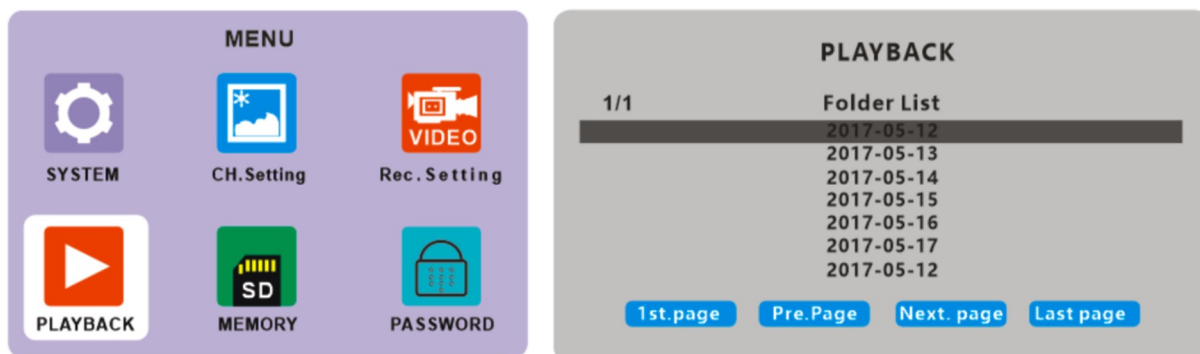 MENU
SYSTEM
CH.Setting
VIDEO
Rec.Setting
PLAYBACK
SD
MEMORY
PASSWORD
PLAYBACK
1/1 Folder List
2017-05-12
2017-05-13
2017-05-14
2017-05-15
2017-05-16
2017-05-17
2017-05-12
1st.page Pre.Page Next. page Last page